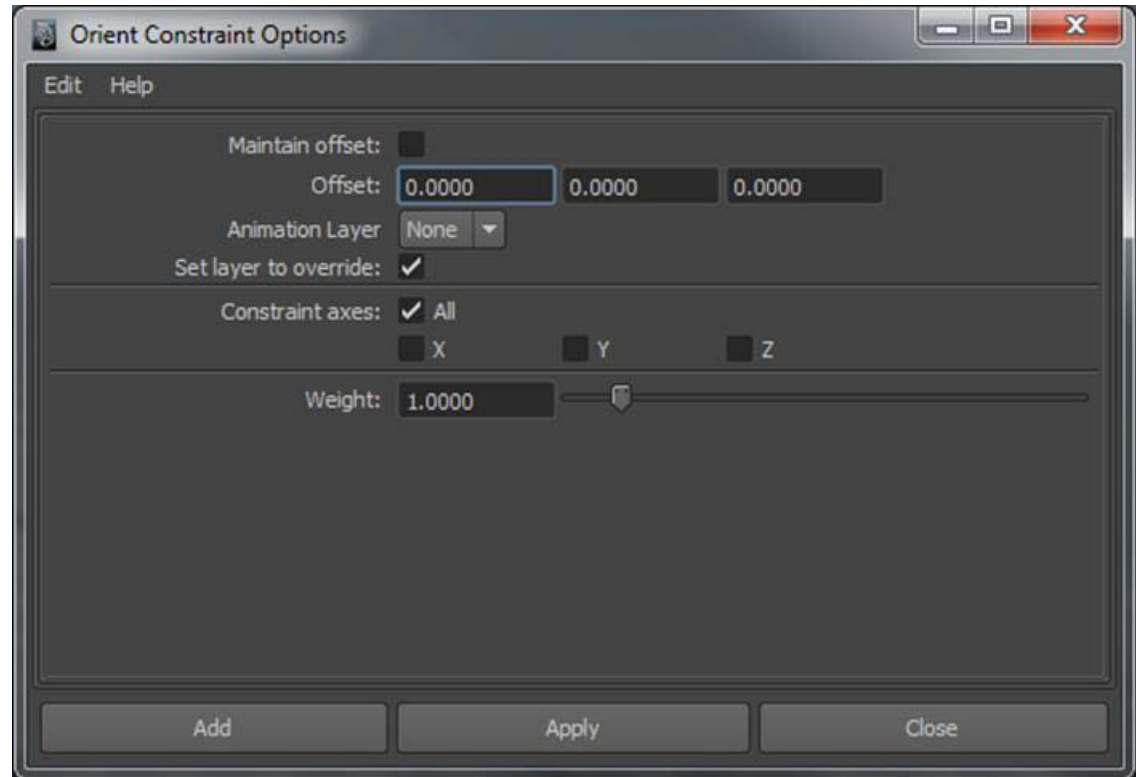 Orient Constraint Options
Edit Help
Maintain offset:
Offset: 0.0000 0.0000 0.0000
Animation Layer None
Set layer to override:
Constraint axes: All
X Y Z
Weight: 1.0000
Add Apply Close